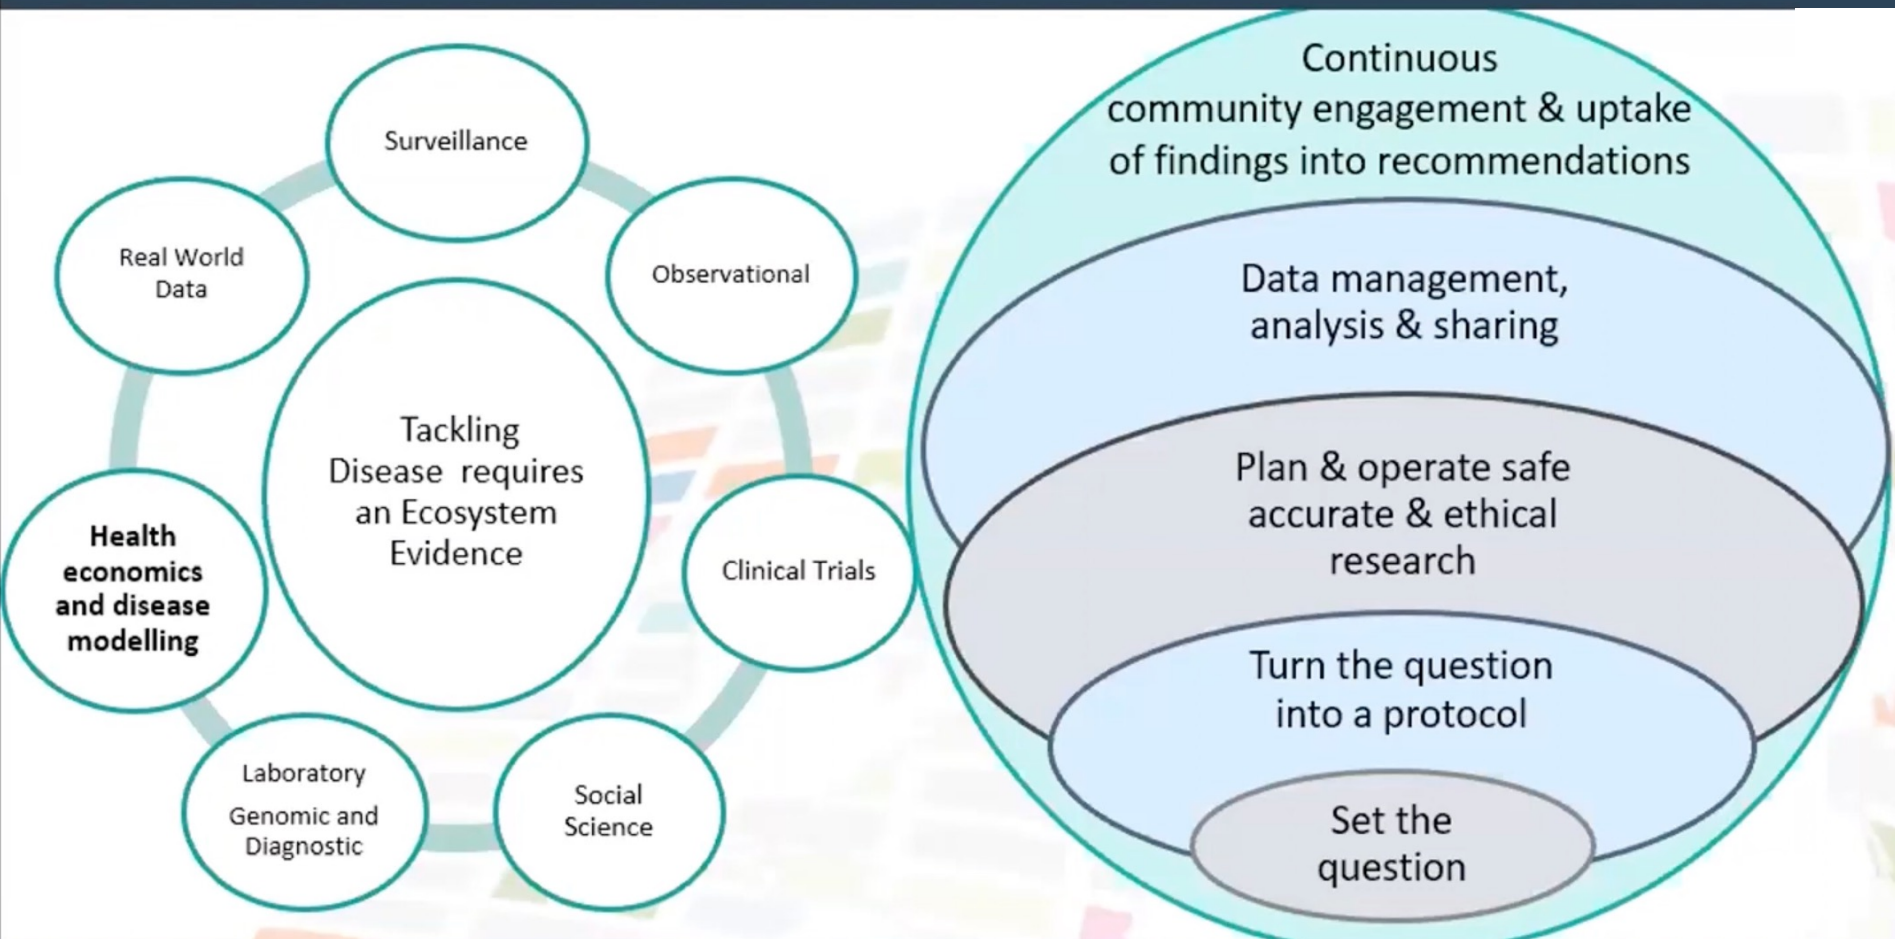 Surveillance
Observational
Clinical Trials
Social
Science
Laboratory
Genomic and
Diagnostic
Health
economics
and disease
modelling
Real World
Data
Tackling
Disease requires
an Ecosystem
Evidence
Continuous
community engagement & uptake
of findings into recommendations
Data management,
analysis & sharing
Plan & operate safe
accurate & ethical
research
Turn the question
into a protocol
Set the
question